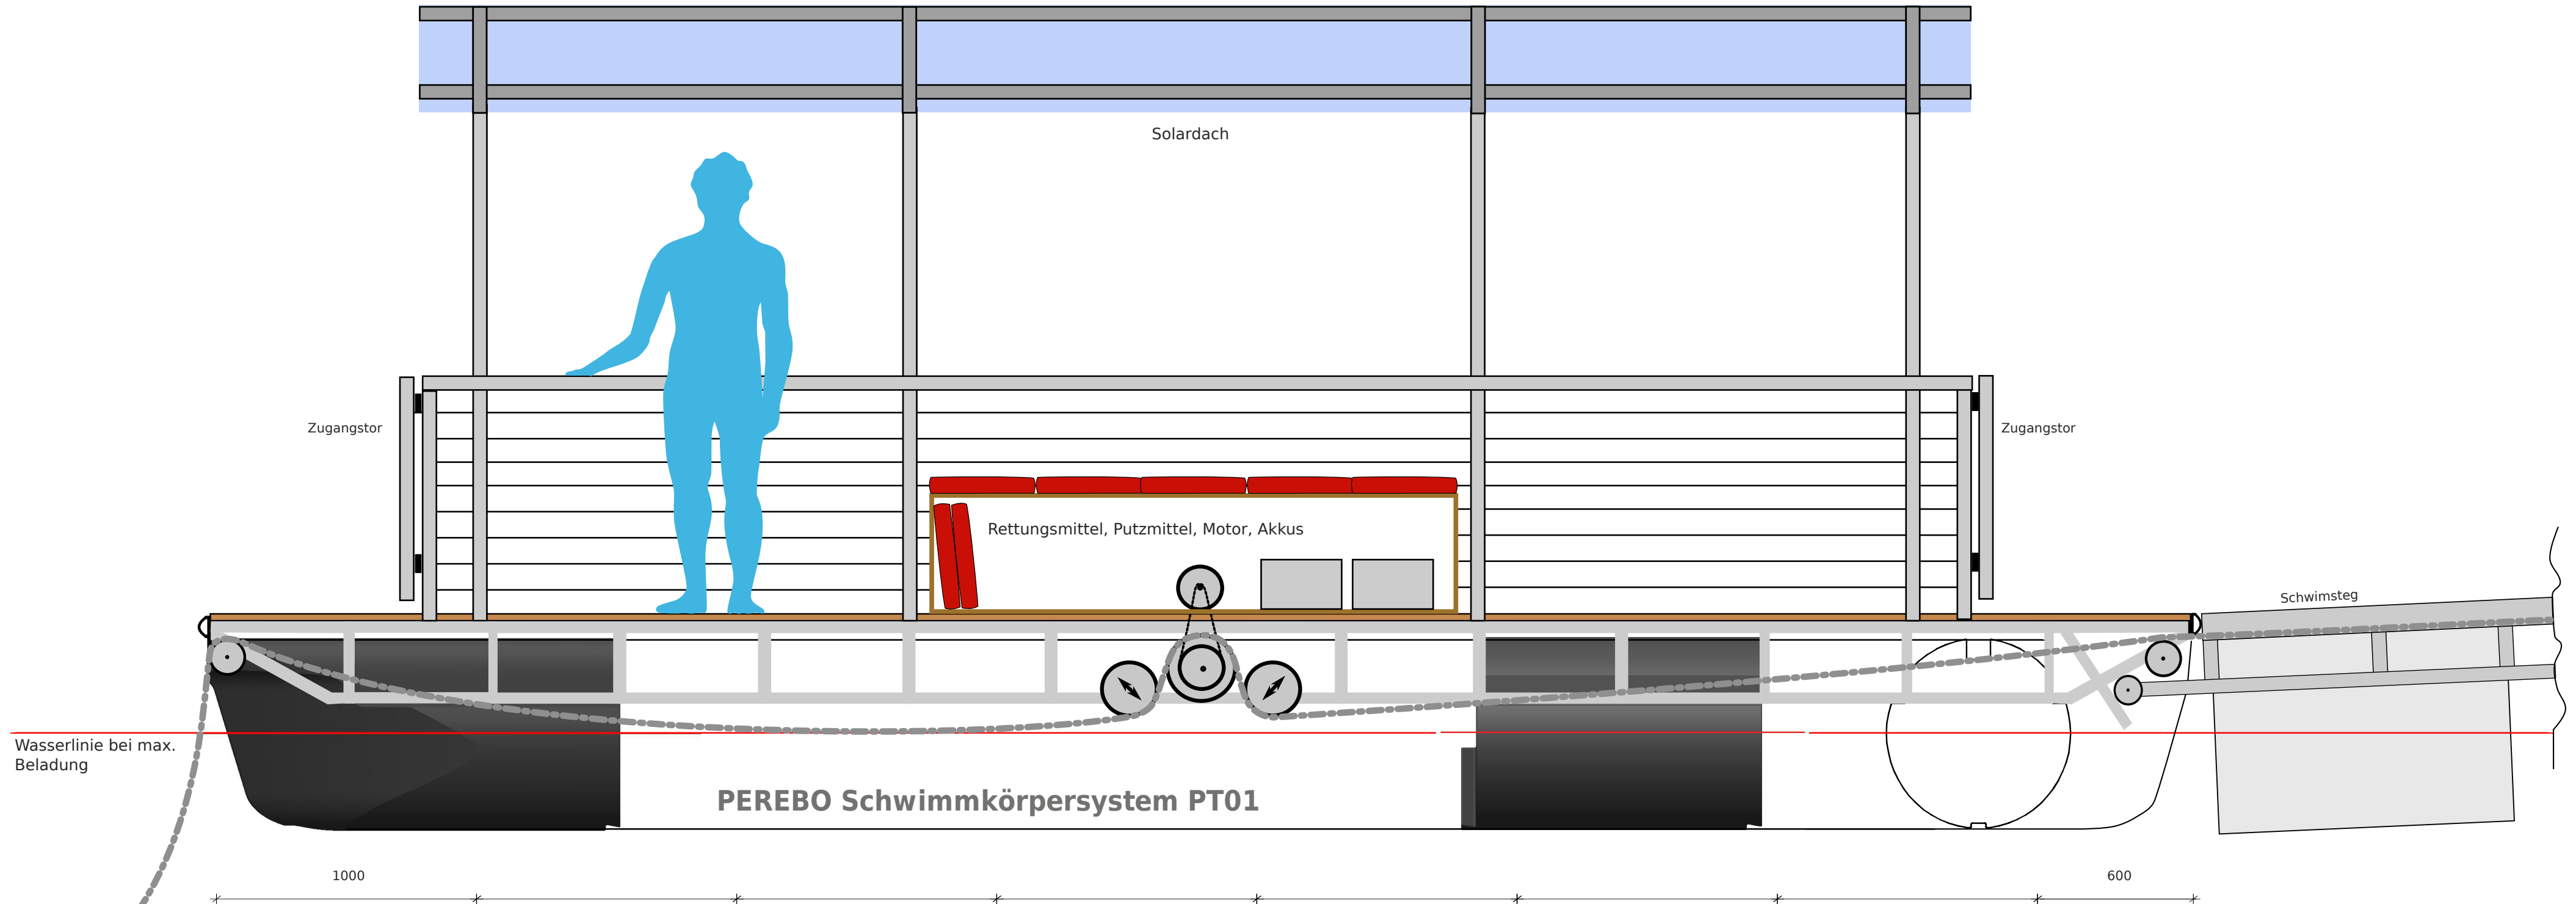 Solardach
Zugangstor
Zugangstor
Rettungsmittel, Putzmittel, Motor, Akkus
Schwimsteg
Wasserlinie bei max.
Beladung
PEREBO Schwimmkörpersystem PT01
1000
600